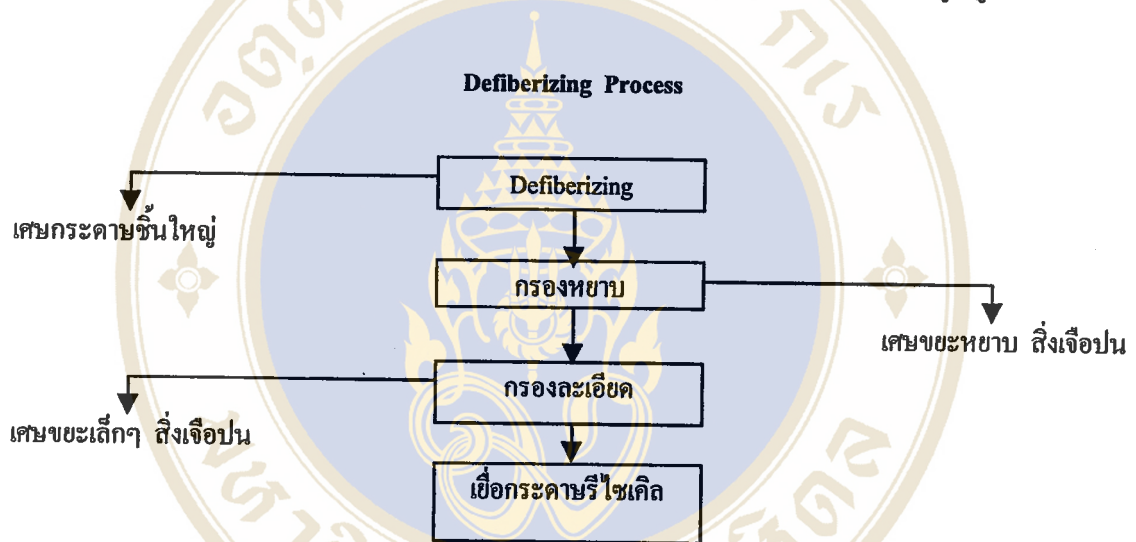 Defiberizing Process
Defiberizing
เศษกระดาษชิ้นใหญ่
กรองหยาบ
เศษขยะหยาบ สิ่งเจือปน
กรองละเอียด
เศษขยะเล็กๆ สิ่งเจือปน
เยื่อกระดาษรีไซเคิล